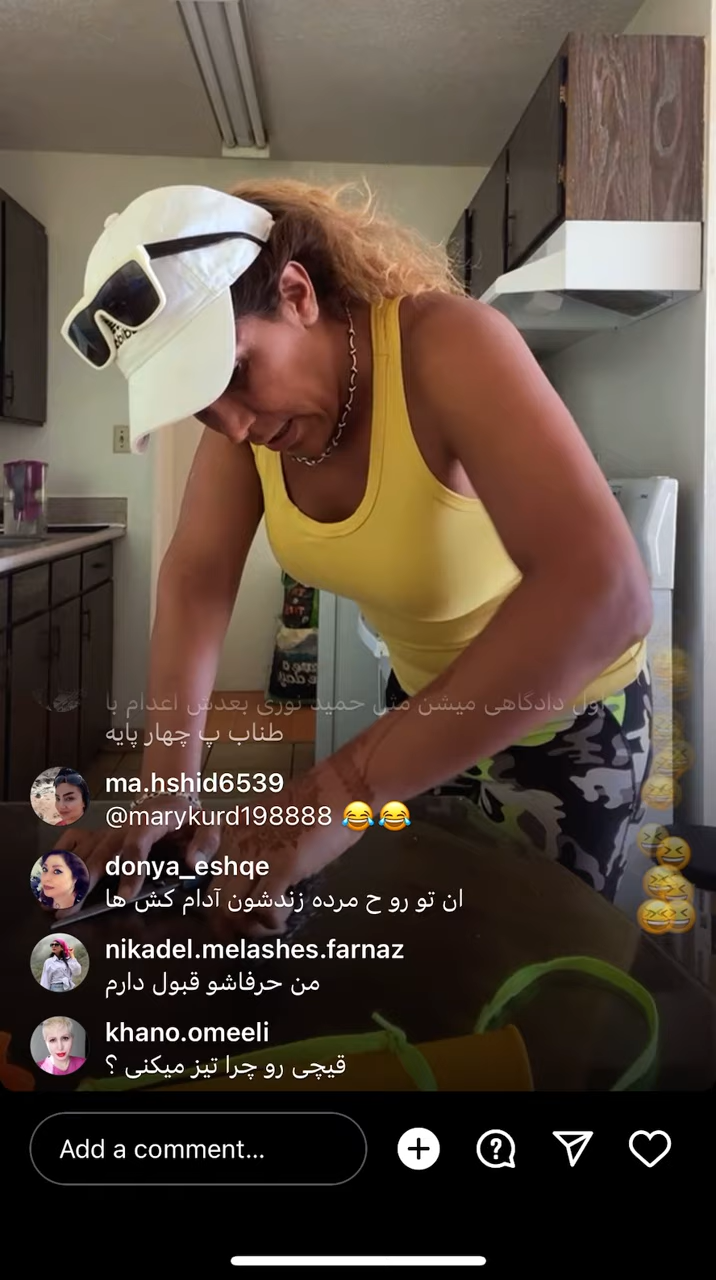 اول دادگاهی میشن مثل حمید نوری بعدش اعدام با
طناب پ چهار پایه
ma.hshid6539
@marykurd198888 😂😂
donya_eshqe
ان تو رو ح مرده زندشون آدام کش ها
nikadel.melashes.farnaz
من حرفاشو قبول دارم
khano.omeeli
قیچی رو چرا تیز میکنی ؟
Add a comment...